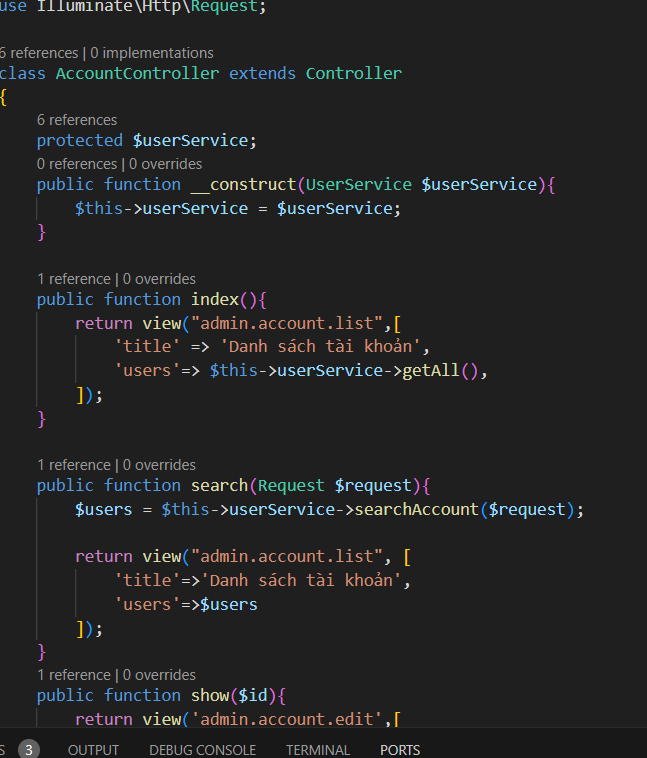 use Illuminate\Http\Request;
6 references | 0 implementations
class AccountController extends Controller
{
6 references
protected $userService;
0 references | 0 overrides
public function __construct(UserService $userService){
$this->userService = $userService;
}
1 reference | 0 overrides
public function index(){
return view("admin.account.list",[
'title' => 'Danh sách tài khoản',
'users'=> $this->userService->getAll(),
]);
}
1 reference | 0 overrides
public function search(Request $request){
$users = $this->userService->searchAccount($request);
return view("admin.account.list", [
'title'=>'Danh sách tài khoản',
'users'=>$users
]);
}
1 reference | 0 overrides
public function show($id){
return view('admin.account.edit',[
S 3 OUTPUT DEBUG CONSOLE TERMINAL PORTS